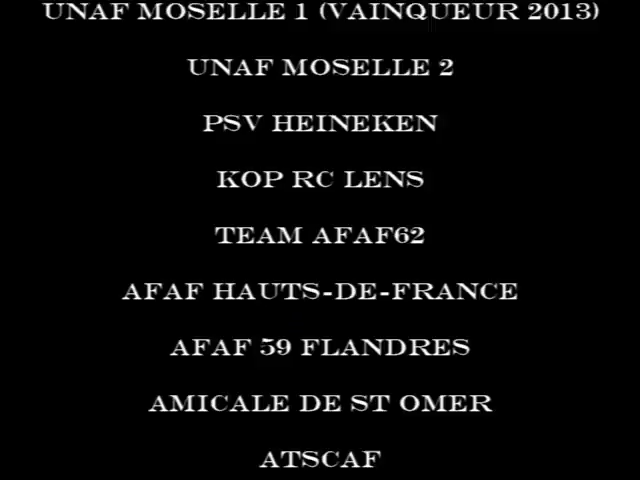 UNAF MOSELLE 1 (VAINQUEUR 2013)
UNAF MOSELLE 2
PSV HEINEKEN
KOP RC LENS
TEAM AFAF62
AFAF HAUTS-DE-FRANCE
AFAF 59 FLANDRES
AMICALE DE ST OMER
ATSCAF